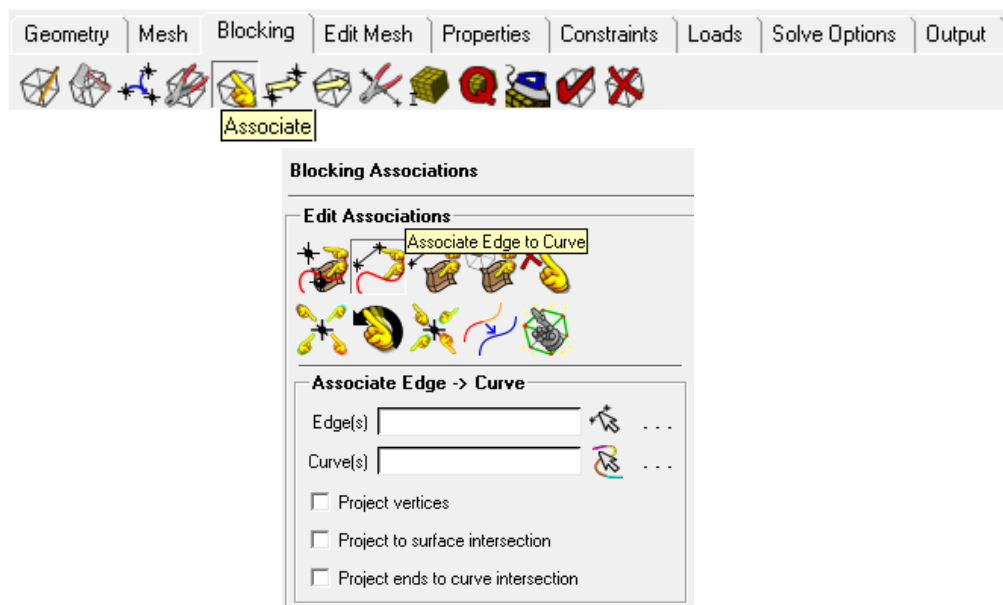 Geometry Mesh Blocking Edit Mesh Properties Constraints Loads Solve Options Output
Associate
Blocking Associations
Edit Associations
Associate Edge to Curve
Associate Edge -> Curve
Edge(s) ...
Curve(s) ...
Project vertices
Project to surface intersection
Project ends to curve intersection